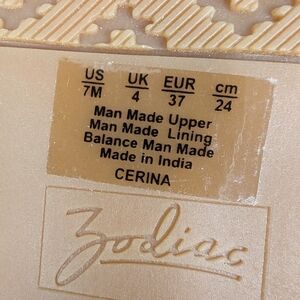 US UK EUR cm
7M 4 37 24
Man Made Upper
Man Made Lining
Balance Man Made
Made in India
CERINA
Zodiac